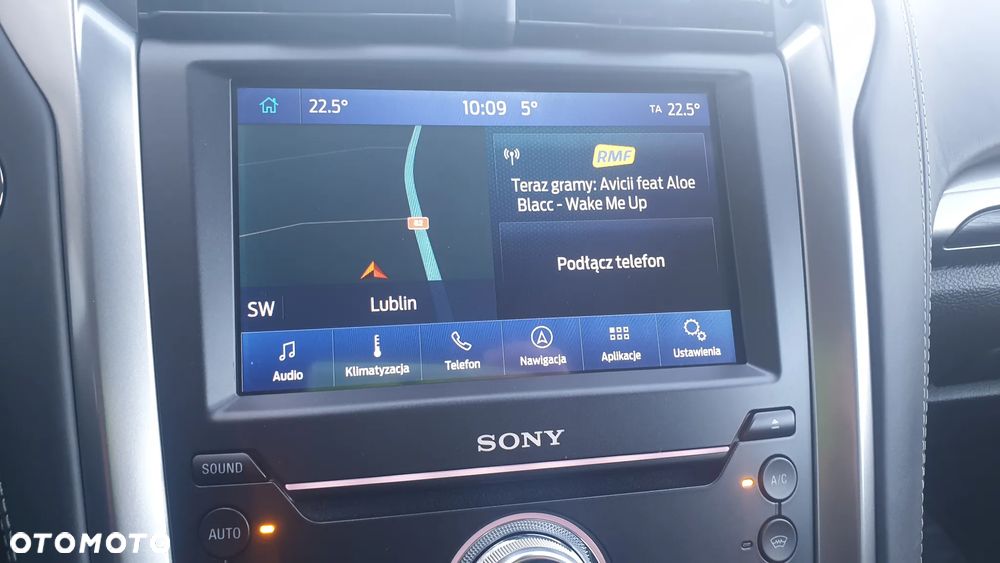 22.5°
10:09
5°
TA 22.5°
RMF
Teraz gramy: Avicii feat Aloe
Blacc - Wake Me Up
Podłącz telefon
SW
Lublin
Audio
Klimatyzacja
Telefon
Nawigacja
Aplikacje
Ustawienia
SONY
SOUND
A/C
AUTO
OTOMOTO